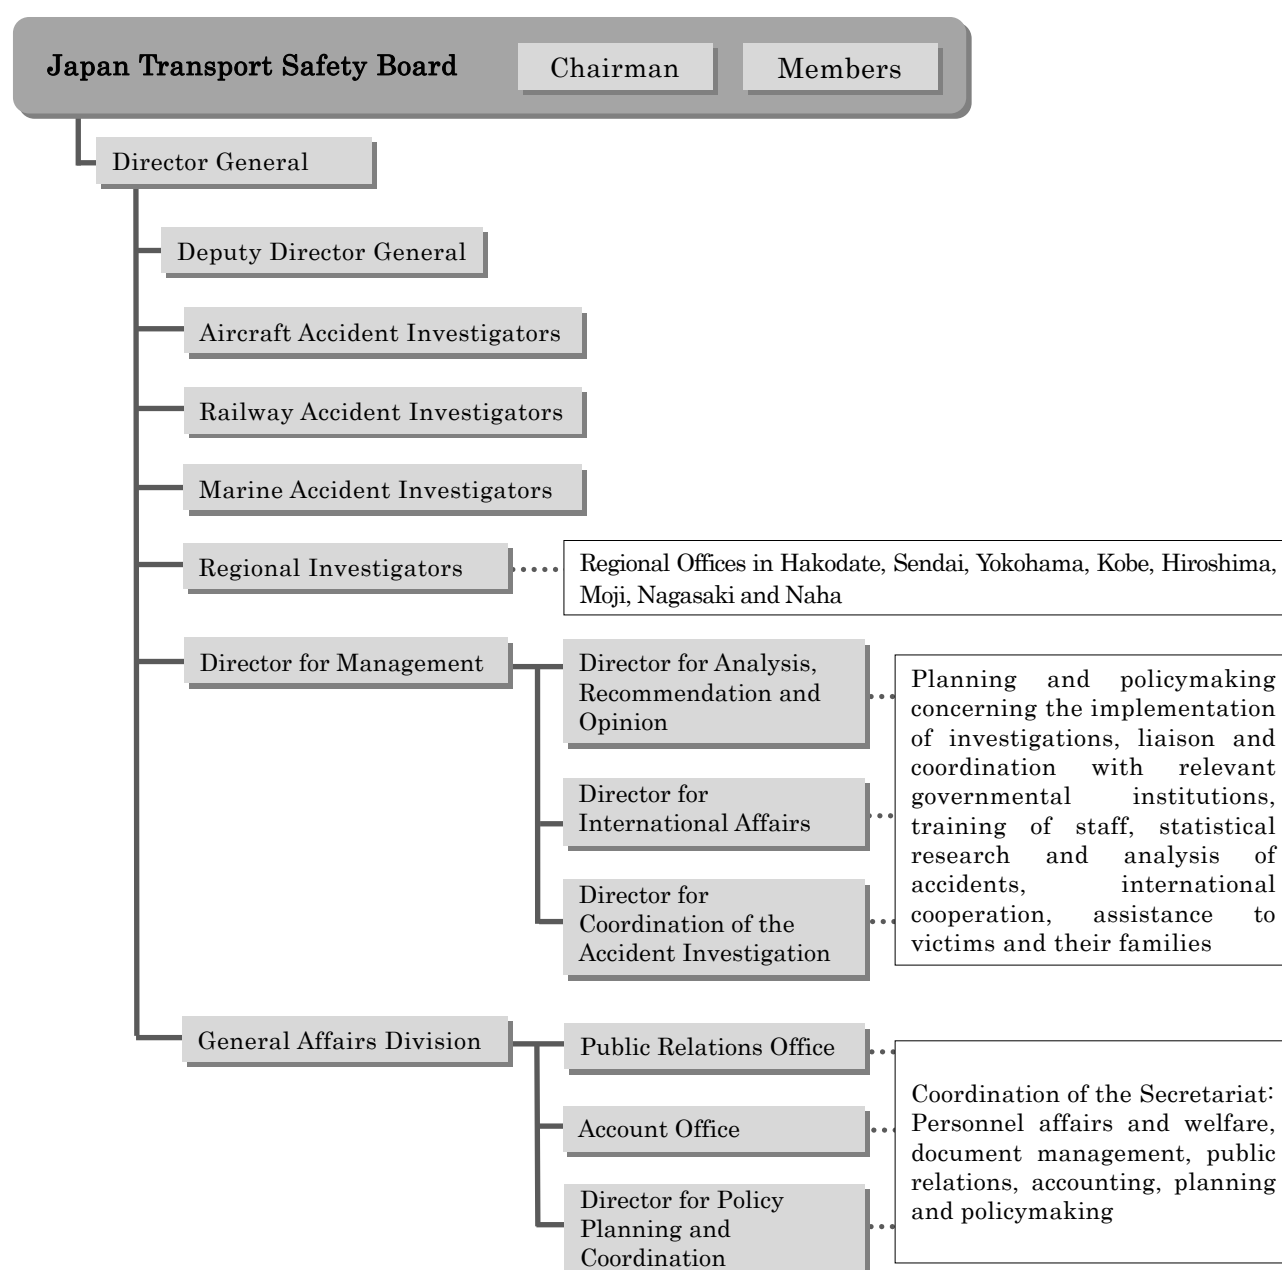 Japan Transport Safety Board
Chairman
Members
Director General
Deputy Director General
Aircraft Accident Investigators
Railway Accident Investigators
Marine Accident Investigators
Regional Investigators
Regional Offices in Hakodate, Sendai, Yokohama, Kobe, Hiroshima,
Moji, Nagasaki and Naha
Director for Management
Director for Analysis,
Recommendation and
Opinion
Director for
International Affairs
Director for
Coordination of the
Accident Investigation
Planning and policymaking
concerning the implementation
of investigations, liaison and
coordination with relevant
governmental institutions,
training of staff, statistical
research and analysis of
accidents, international
cooperation, assistance to
victims and their families
General Affairs Division
Public Relations Office
Account Office
Director for Policy
Planning and
Coordination
Coordination of the Secretariat:
Personnel affairs and welfare,
document management, public
relations, accounting, planning
and policymaking